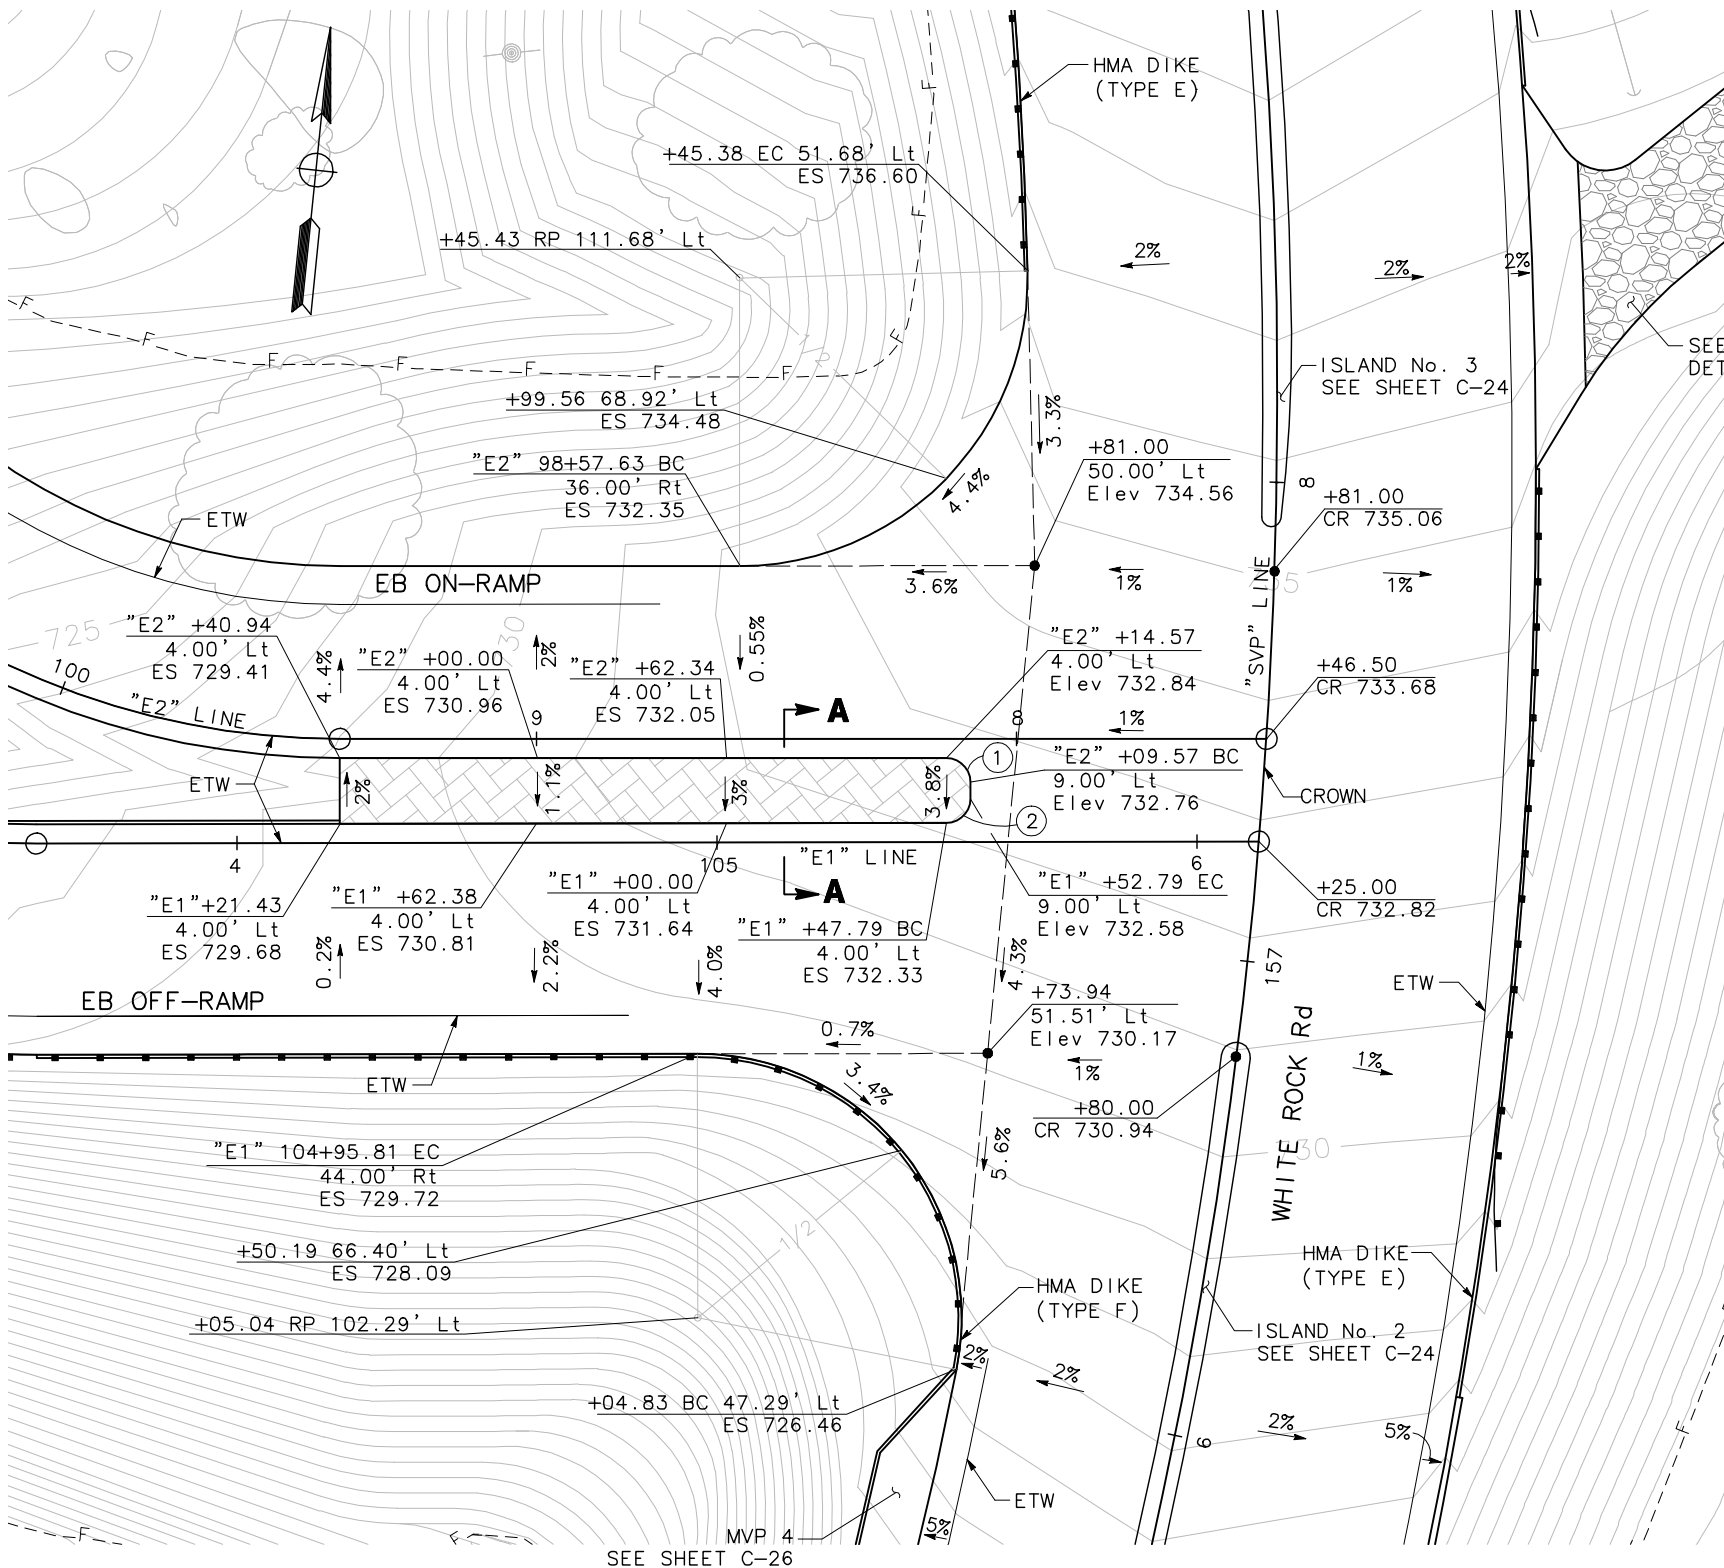 HMA DIKE
(TYPE E)
F
+45.38 EC 51.68' Lt
ES 736.60
F
+45.43 RP 111.68' Lt
2%
2%
2%
F
F
F
F
F
F
F
F
1/2
SEE
DET
ISLAND No. 3
SEE SHEET C-24
+99.56 68.92' Lt
ES 734.48
3.3%
+81.00
50.00' Lt
Elev 734.56
"E2" 98+57.63 BC
36.00' Rt
ES 732.35
4.4%
8
+81.00
CR 735.06
ETW
EB ON-RAMP
3.6%
1%
1%
"SVP" LINE
725
30
"E2" +40.94
4.00' Lt
ES 729.41
4.4%
"E2" +00.00
4.00' Lt
ES 730.96
2%
"E2" +62.34
4.00' Lt
ES 732.05
0.55%
"E2" +14.57
4.00' Lt
Elev 732.84
+46.50
CR 733.68
100
"E2" LINE
9
A
8
1%
ETW
2%
1.1%
3%
3.8%
1
"E2" +09.57 BC
9.00' Lt
Elev 732.76
CROWN
2
4
105
"E1" LINE
6
A
"E1"+21.43
4.00' Lt
ES 729.68
0.2%
"E1" +62.38
4.00' Lt
ES 730.81
2.2%
"E1" +00.00
4.00' Lt
ES 731.64
4.0%
"E1" +47.79 BC
4.00' Lt
ES 732.33
"E1" +52.79 EC
9.00' Lt
Elev 732.58
+25.00
CR 732.82
4.3%
157
ETW
EB OFF-RAMP
+73.94
51.51' Lt
Elev 730.17
0.7%
ETW
3.4%
1%
1%
+80.00
CR 730.94
5.6%
WHITE ROCK Rd
730
"E1" 104+95.81 EC
44.00' Rt
ES 729.72
1/2
+50.19 66.40' Lt
ES 728.09
HMA DIKE
(TYPE E)
HMA DIKE
(TYPE F)
+05.04 RP 102.29' Lt
ISLAND No. 2
SEE SHEET C-24
2%
2%
+04.83 BC 47.29' Lt
ES 726.46
2%
5%
6
F
ETW
5%
F
F
MVP 4
SEE SHEET C-26